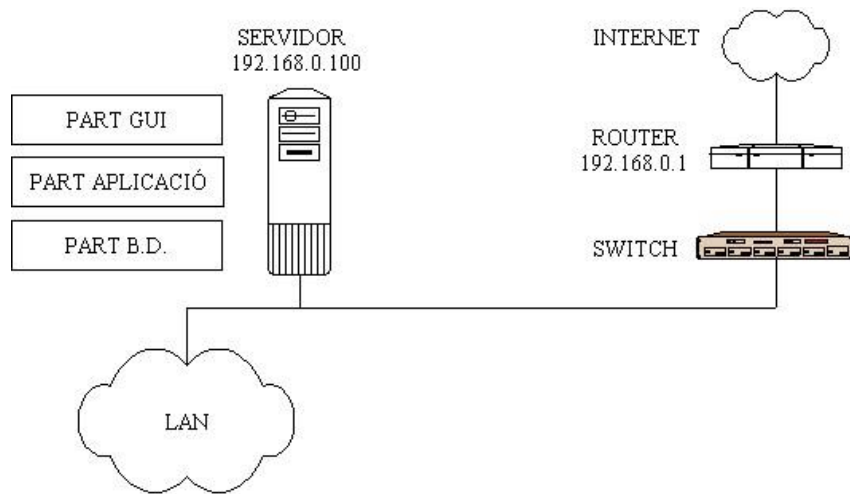 SERVIDOR
192.168.0.100
INTERNET
PART GUI
ROUTER
192.168.0.1
PART APLICACIÓ
PART B.D.
SWITCH
LAN